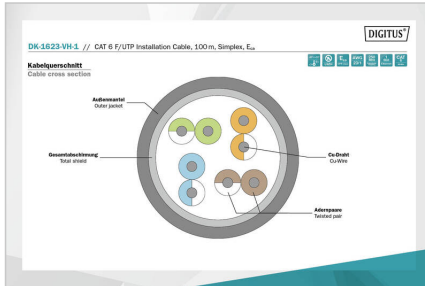 DIGITUS®
DK-1623-VH-1 // CAT 6 F/UTP Installation Cable, 100 m, Simplex, Eca
Kabelquerschnitt
Cable cross section
Außenmantel
Outer jacket
Gesamtabschirmung
Total shield
Cu-Draht
Cu-Wire
Adernpaare
Twisted pair